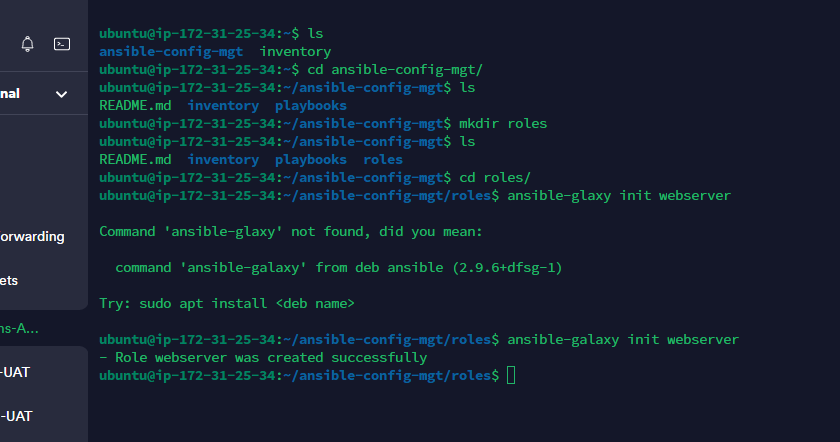 ubuntu@ip-172-31-25-34:~$ ls
ansible-config-mgt  inventory
ubuntu@ip-172-31-25-34:~$ cd ansible-config-mgt/
ubuntu@ip-172-31-25-34:~/ansible-config-mgt$ ls
README.md  inventory  playbooks
ubuntu@ip-172-31-25-34:~/ansible-config-mgt$ mkdir roles
ubuntu@ip-172-31-25-34:~/ansible-config-mgt$ ls
README.md  inventory  playbooks  roles
ubuntu@ip-172-31-25-34:~/ansible-config-mgt$ cd roles/
ubuntu@ip-172-31-25-34:~/ansible-config-mgt/roles$ ansible-glaxy init webserver
Command 'ansible-glaxy' not found, did you mean:
command 'ansible-galaxy' from deb ansible (2.9.6+dfsg-1)
Try: sudo apt install <deb name>
ubuntu@ip-172-31-25-34:~/ansible-config-mgt/roles$ ansible-galaxy init webserver
- Role webserver was created successfully
ubuntu@ip-172-31-25-34:~/ansible-config-mgt/roles$
nal
orwarding
ets
ns-A...
-UAT
-UAT